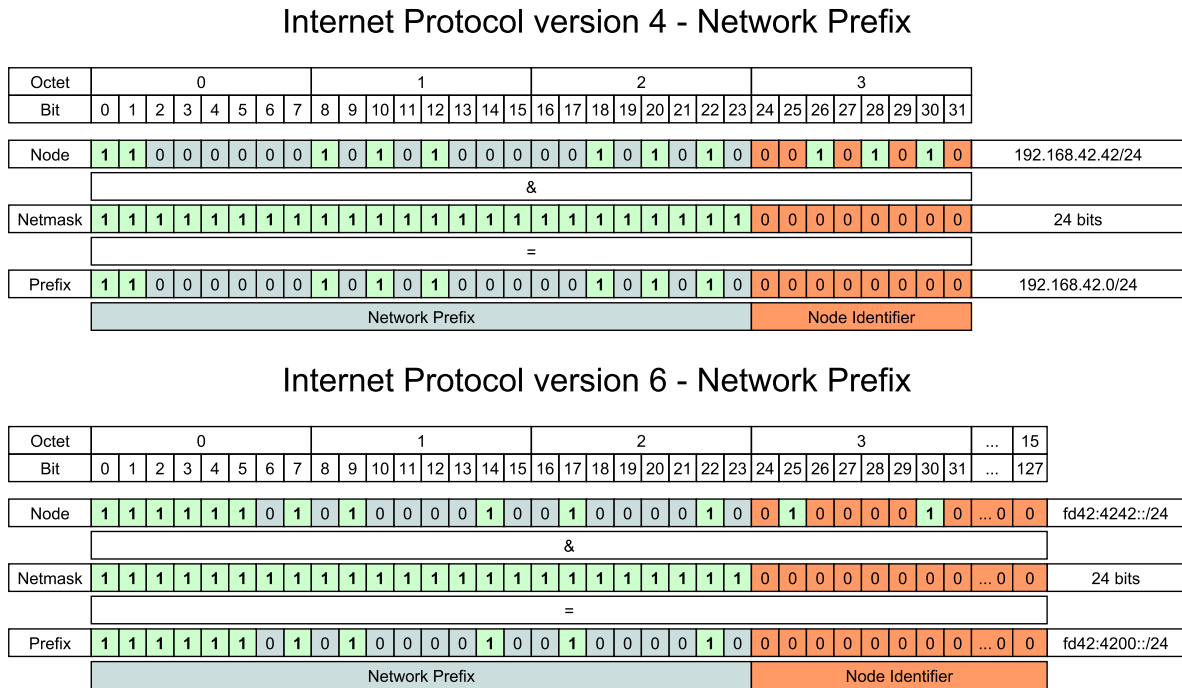 Internet Protocol version 4 - Network Prefix
Octet 0 1 2 3
Bit 0 1 2 3 4 5 6 7 8 9 10 11 12 13 14 15 16 17 18 19 20 21 22 23 24 25 26 27 28 29 30 31
Node 1 1 0 0 0 0 0 0 1 0 1 0 1 0 0 0 0 0 1 0 1 0 1 0 0 0 1 0 1 0 1 0 192.168.42.42/24
&
Netmask 1 1 1 1 1 1 1 1 1 1 1 1 1 1 1 1 1 1 1 1 1 1 1 1 0 0 0 0 0 0 0 0 24 bits
=
Prefix 1 1 0 0 0 0 0 0 1 0 1 0 1 0 0 0 0 0 1 0 1 0 1 0 0 0 0 0 0 0 0 0 192.168.42.0/24
Network Prefix Node Identifier
Internet Protocol version 6 - Network Prefix
Octet 0 1 2 3 ... 15
Bit 0 1 2 3 4 5 6 7 8 9 10 11 12 13 14 15 16 17 18 19 20 21 22 23 24 25 26 27 28 29 30 31 ... 127
Node 1 1 1 1 1 1 0 1 0 1 0 0 0 0 1 0 0 1 0 0 0 0 1 0 0 1 0 0 0 0 1 0 ... 0 0 fd42:4242::/24
&
Netmask 1 1 1 1 1 1 1 1 1 1 1 1 1 1 1 1 1 1 1 1 1 1 1 1 0 0 0 0 0 0 0 0 ... 0 0 24 bits
=
Prefix 1 1 1 1 1 1 0 1 0 1 0 0 0 0 1 0 0 1 0 0 0 0 1 0 0 0 0 0 0 0 0 0 ... 0 0 fd42:4200::/24
Network Prefix Node Identifier